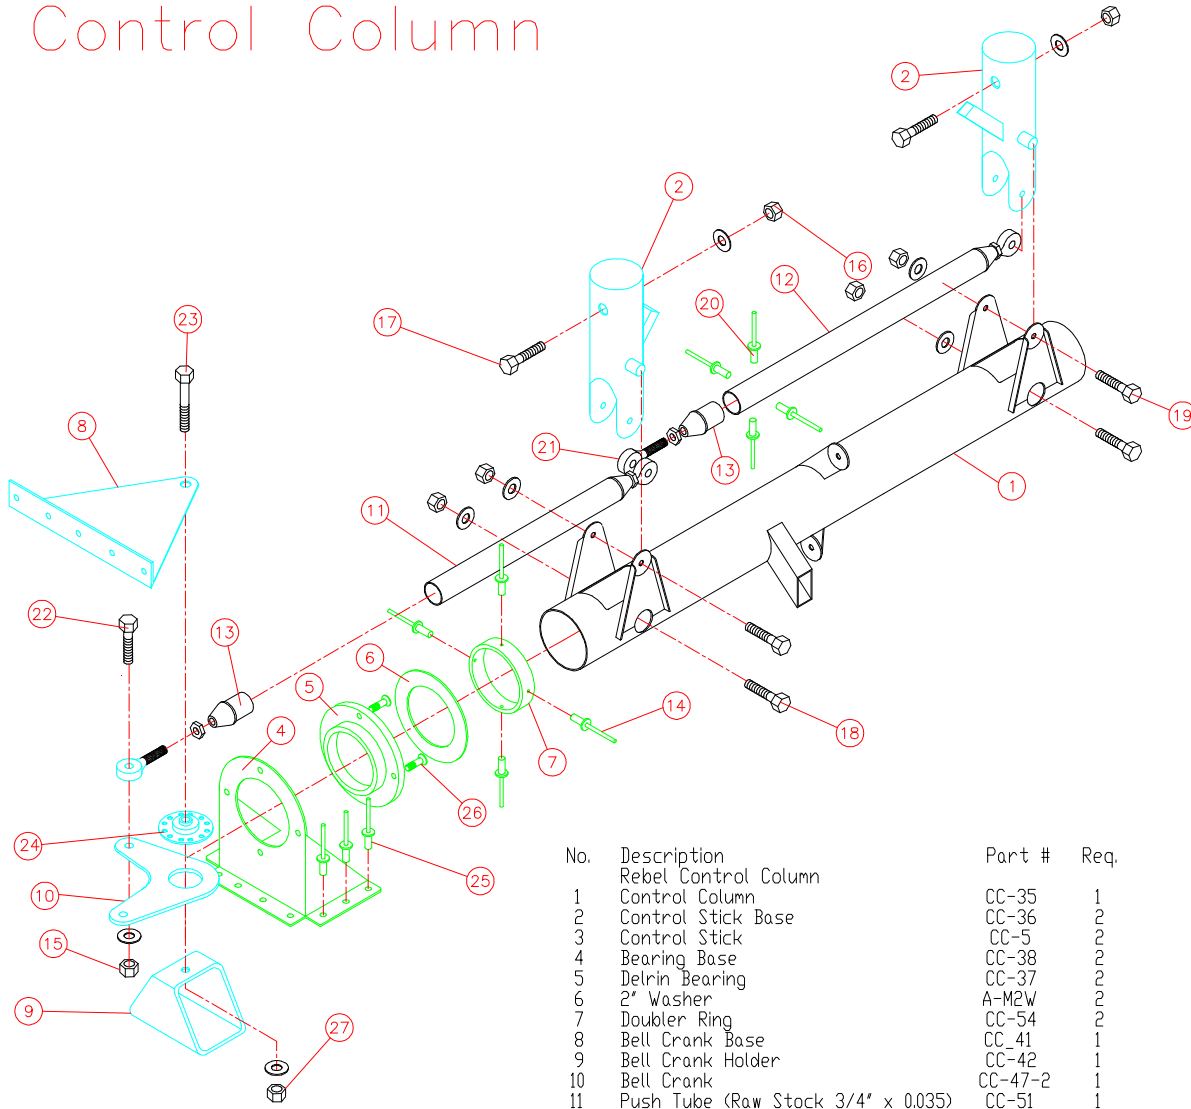 Control Column
2
2
16
12
20
17
23
8
21
13
19
1
11
22
13
6
5
14
4
7
18
26
24
25
10
15
9
27
No. Description Part # Req.
Rebel Control Column
1 Control Column CC-35 1
2 Control Stick Base CC-36 2
3 Control Stick CC-5 2
4 Bearing Base CC-38 2
5 Delrin Bearing CC-37 2
6 2" Washer A-M2W 2
7 Doubler Ring CC-54 2
8 Bell Crank Base CC_41 1
9 Bell Crank Holder CC-42 1
10 Bell Crank CC-47-2 1
11 Push Tube (Raw Stock 3/4" x 0.035) CC-51 1